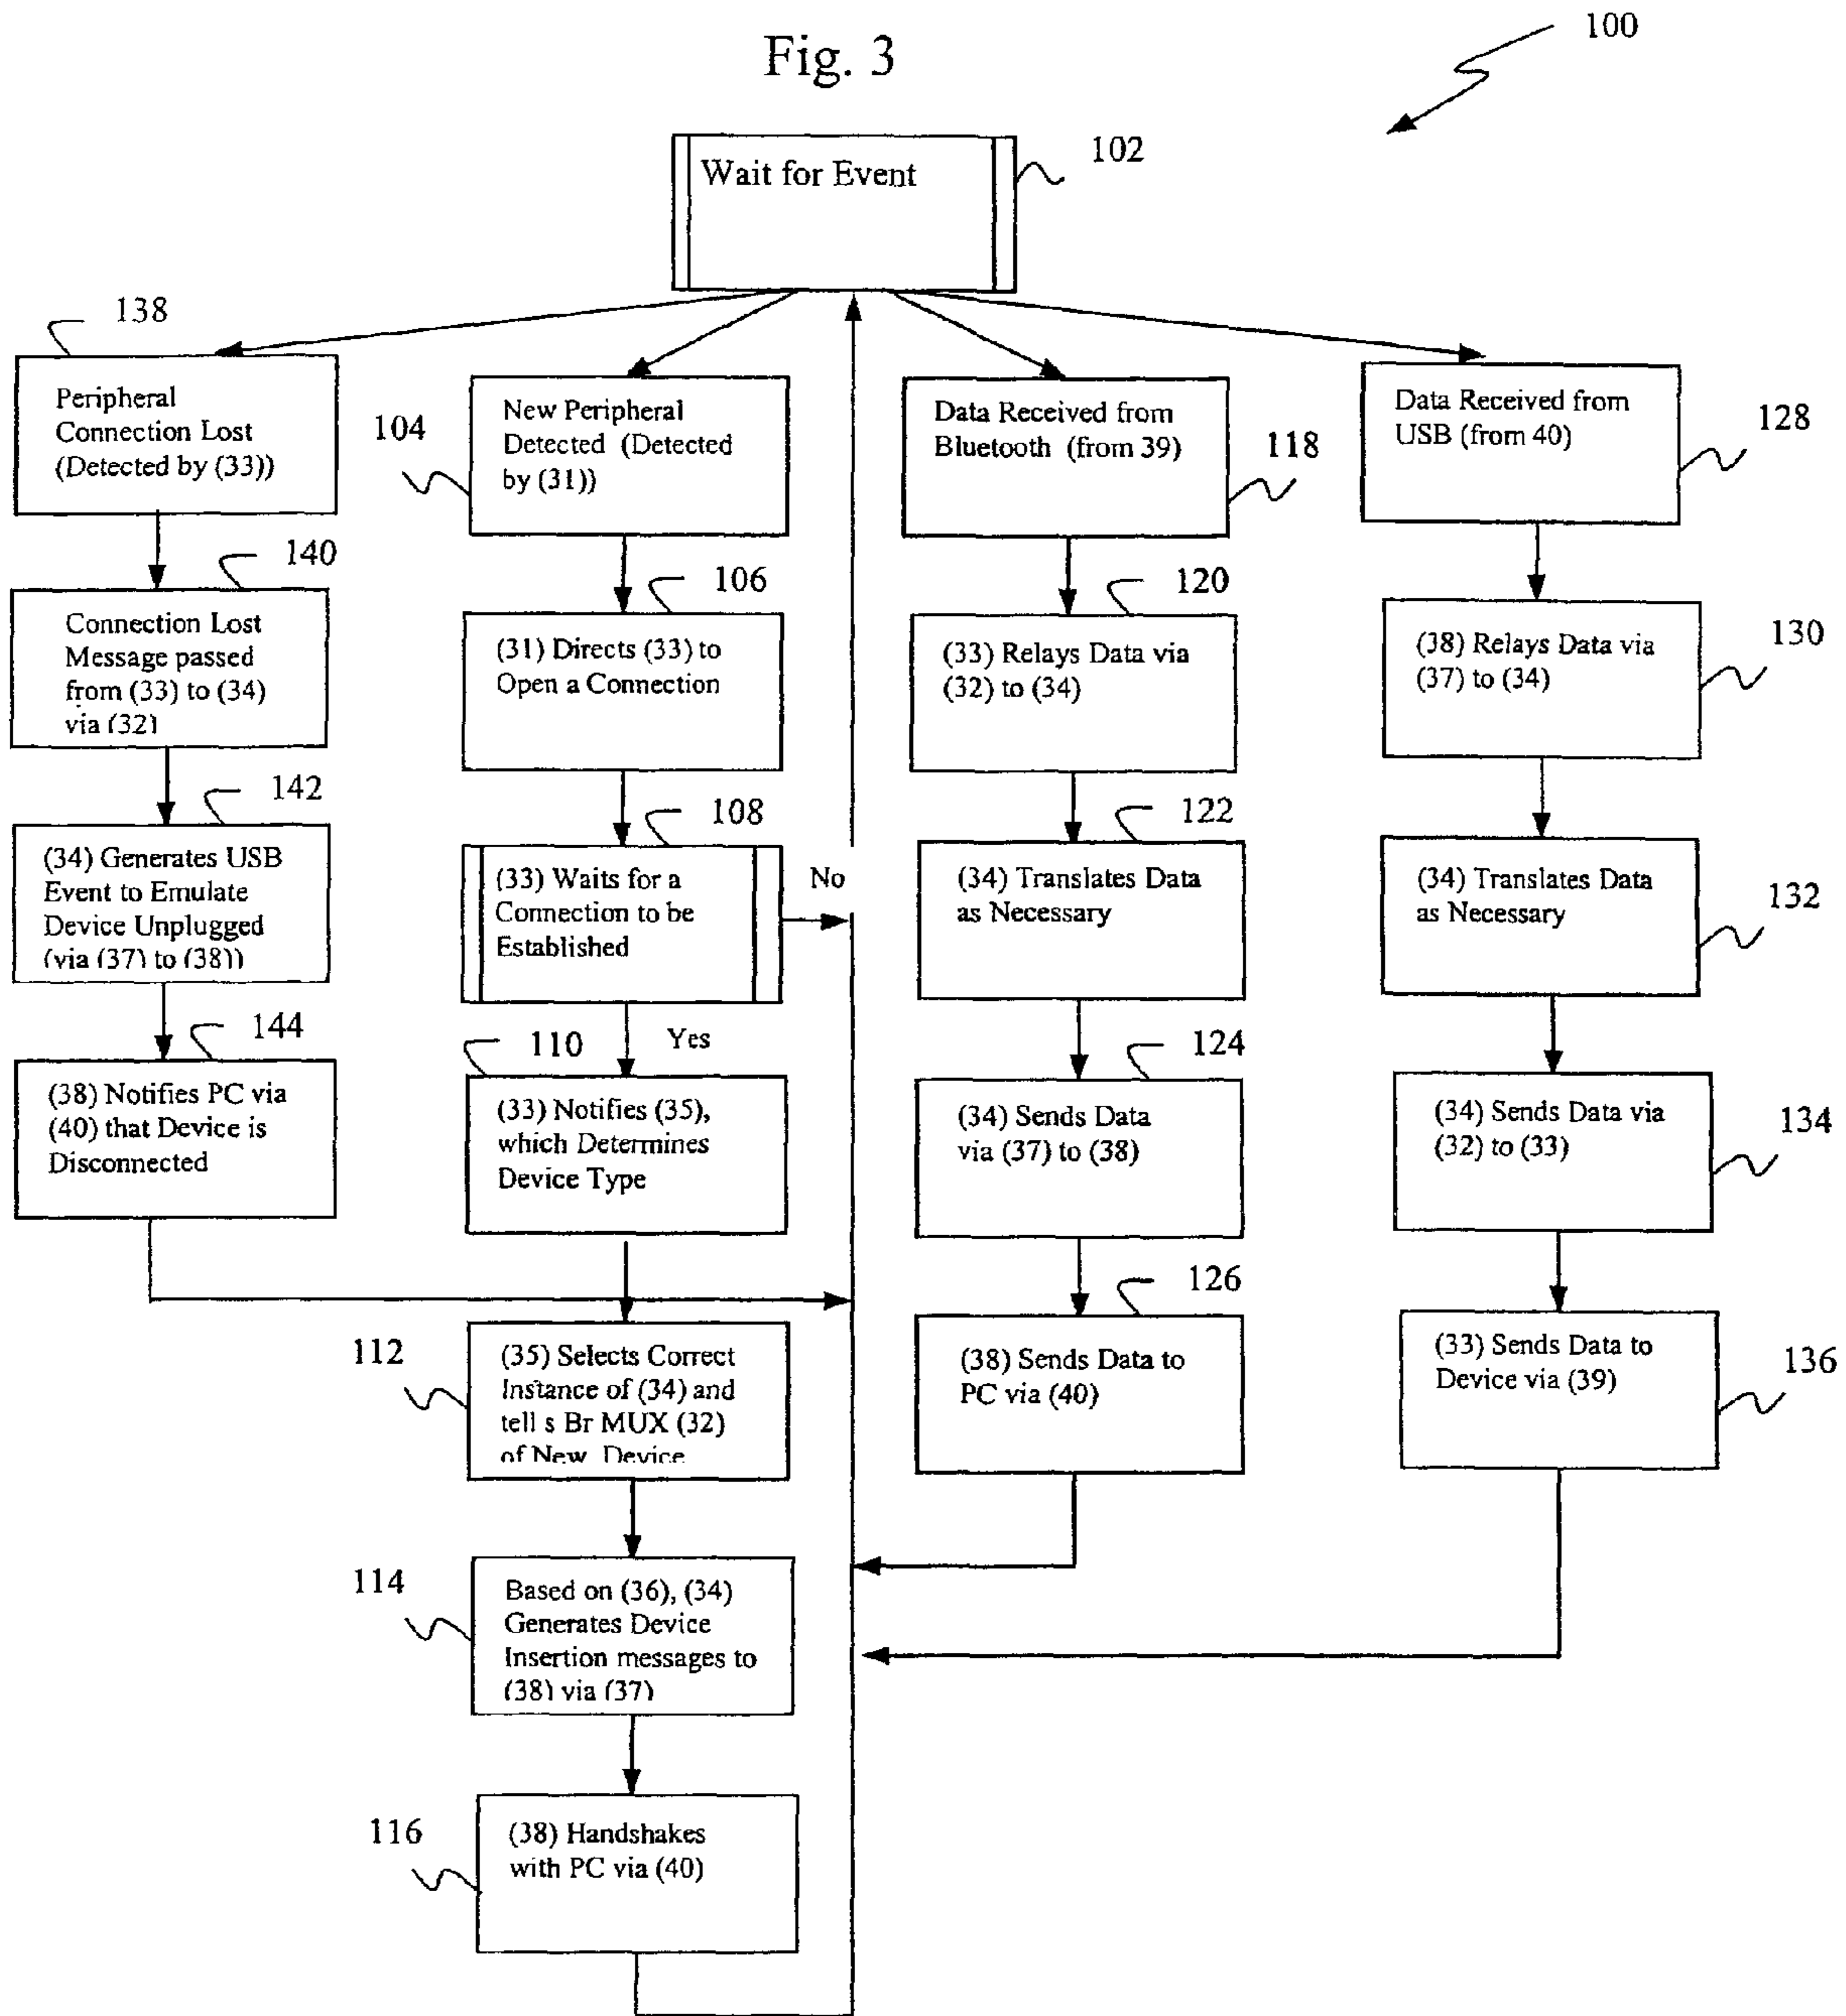 Fig. 3
100
Wait for Event
102
138
Peripheral
Connection Lost
(Detected by (33))
140
Connection Lost
Message passed
from (33) to (34)
via (32)
142
(34) Generates USB
Event to Emulate
Device Unplugged
(via (37) to (38))
144
(38) Notifies PC via
(40) that Device is
Disconnected
104
New Peripheral
Detected (Detected
by (31))
106
(31) Directs (33) to
Open a Connection
108
(33) Waits for a
Connection to be
Established
No
Yes
110
(33) Notifies (35),
which Determines
Device Type
112
(35) Selects Correct
Instance of (34) and
tell s Br MUX (32)
of New Device
114
Based on (36), (34)
Generates Device
Insertion messages to
(38) via (37)
116
(38) Handshakes
with PC via (40)
Data Received from
Bluetooth (from 39)
118
120
(33) Relays Data via
(32) to (34)
122
(34) Translates Data
as Necessary
124
(34) Sends Data
via (37) to (38)
126
(38) Sends Data to
PC via (40)
Data Received from
USB (from 40)
128
(38) Relays Data via
(37) to (34)
130
(34) Translates Data
as Necessary
132
(34) Sends Data via
(32) to (33)
134
(33) Sends Data to
Device via (39)
136